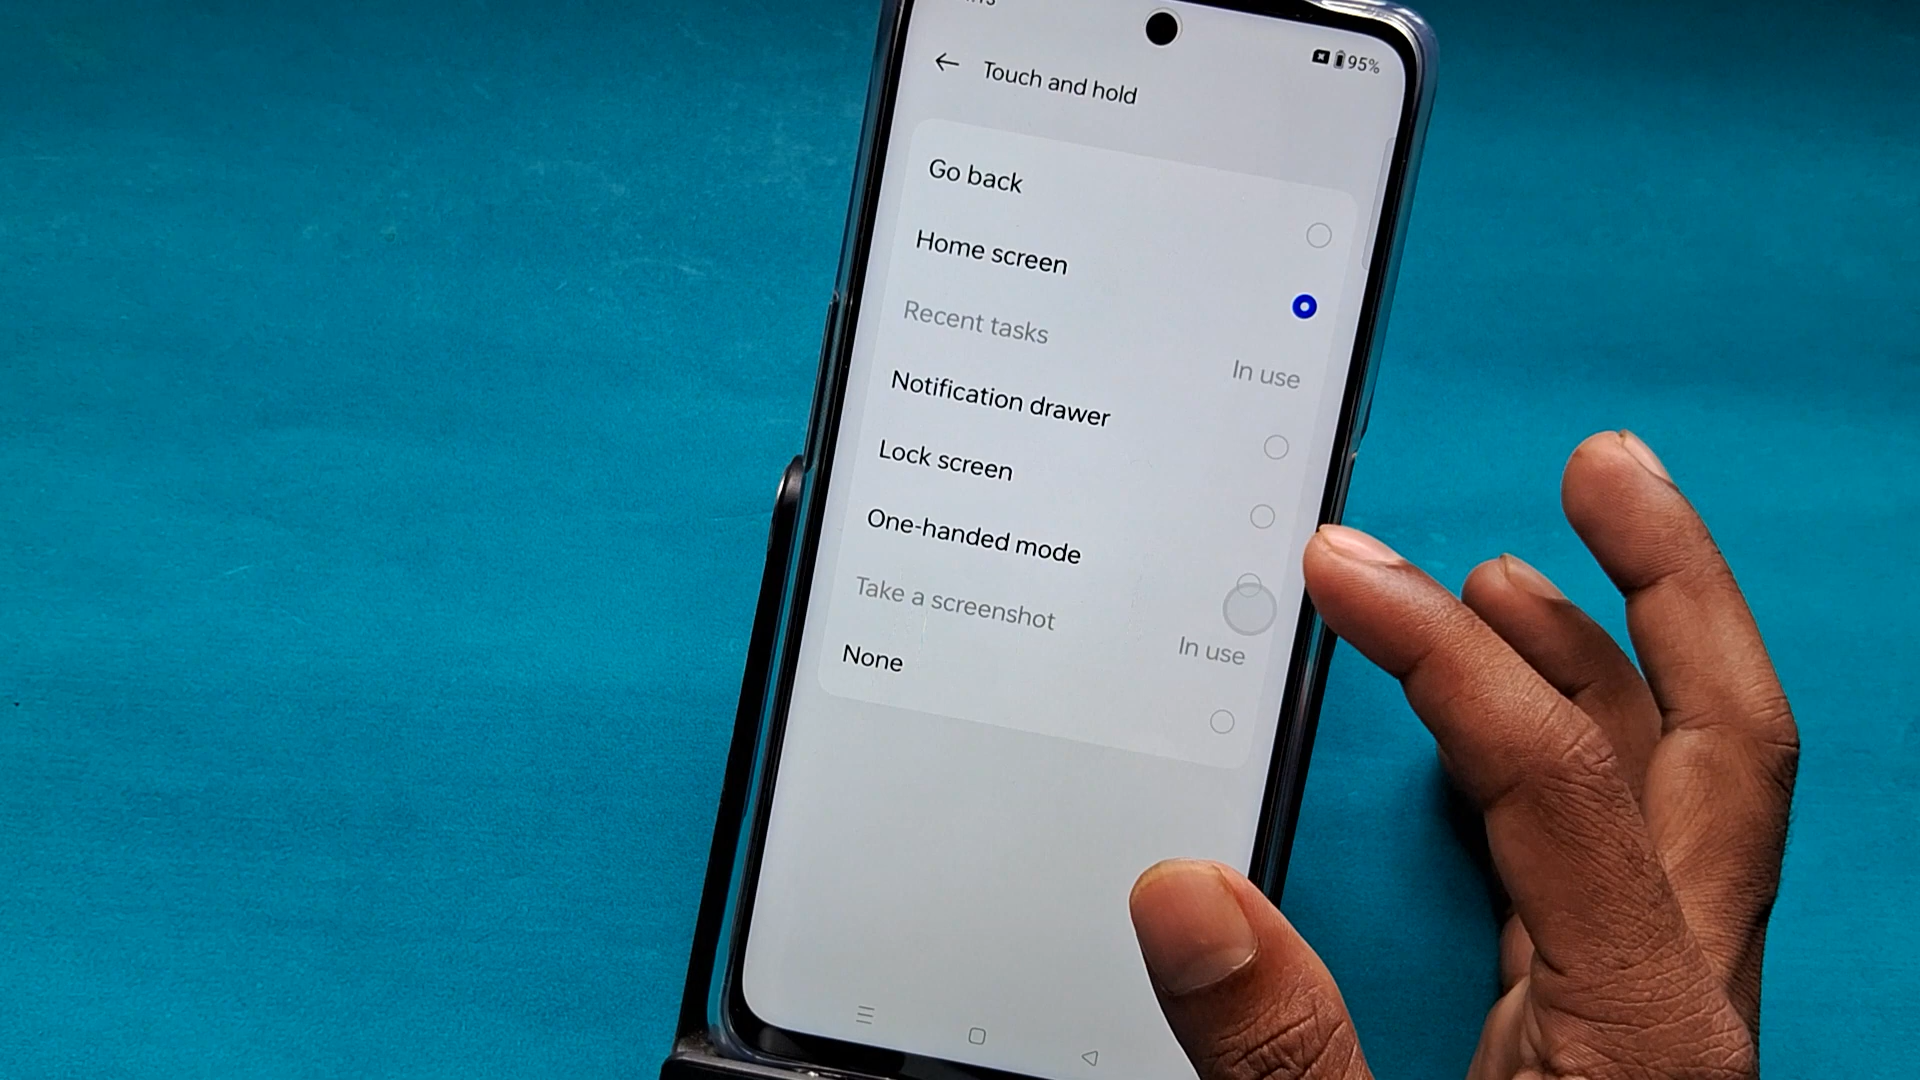 95%
Touch and hold
Go back
Home screen
Recent tasks
In use
Notification drawer
Lock screen
One-handed mode
Take a screenshot
In use
None